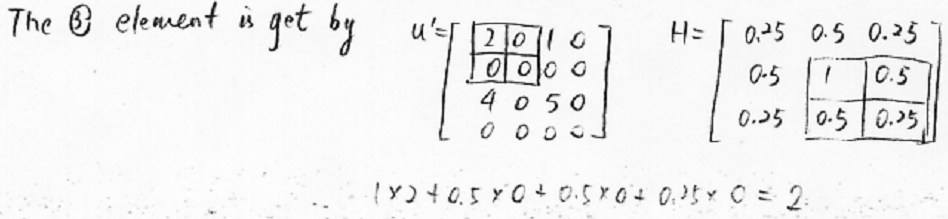 The ③ element is get by u'= [ 2 0 1 0 H= [ 0.25 0.5 0.25 ]
0 0 0 0 0.5 1 0.5
4 0 5 0 0.25 0.5 0.25
0 0 0 0 ]
1×2+0.5×0+0.5×0+0.25×0=2